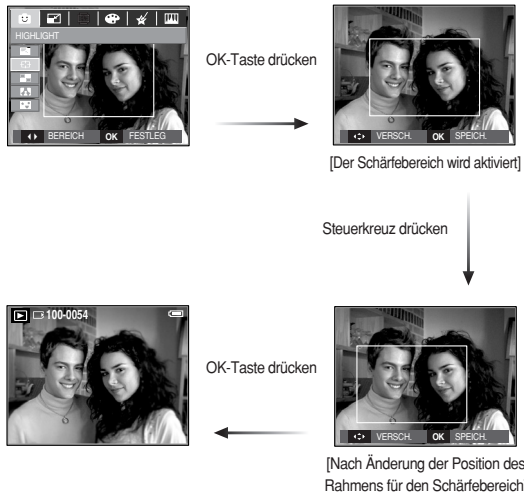 HIGHLIGHT
BEREICH OK FESTLEG
OK-Taste drücken
VERSCH. OK SPEICH.
[Der Schärfebereich wird aktiviert]
Steuerkreuz drücken
100-0054
OK-Taste drücken
VERSCH. OK SPEICH.
[Nach Änderung der Position des
Rahmens für den Schärfebereich